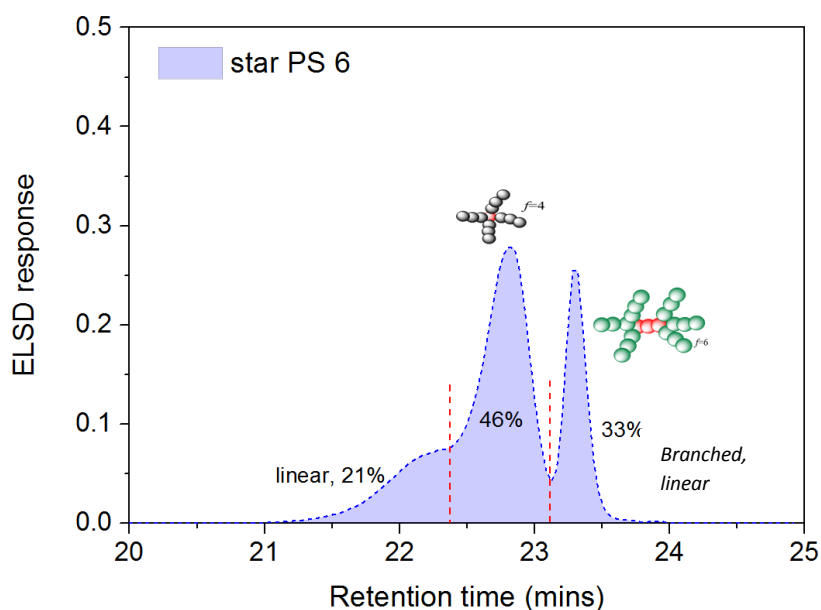 star PS 6
0.5
0.4
0.3
0.2
0.1
0.0
ELSD response
f=4
f=6
46%
33%
linear, 21%
Branched,
linear
20
21
22
23
24
25
Retention time (mins)